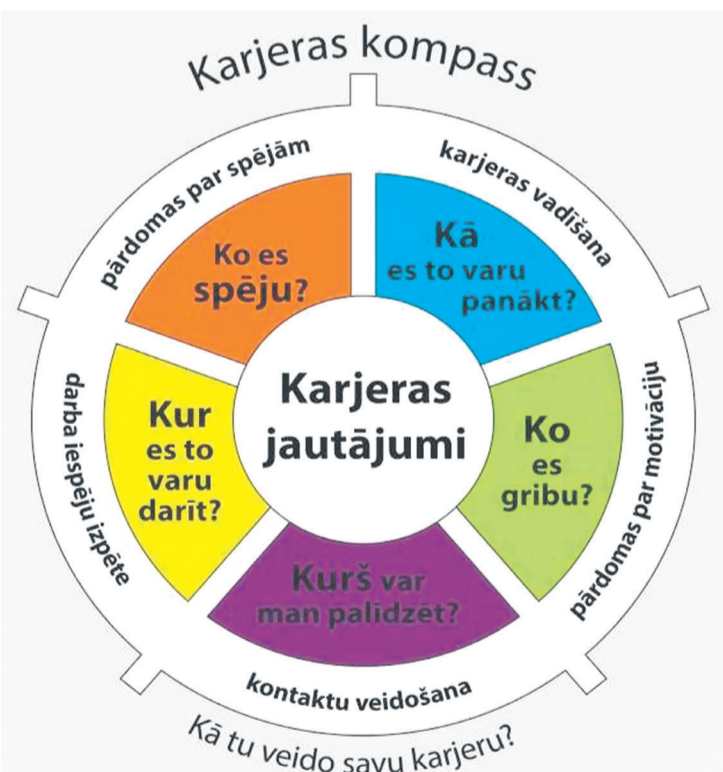 Karjeras kompass
pārdomas par spējām
karjeras vadīšana
Ko es
spēju?
Kā
es to varu
panākt?
Kur
es to
varu
darīt?
Karjeras
jautājumi
Ko
es
gribu?
darba iespēju izpēte
pārdomas par motivāciju
Kurš var
man palīdzēt?
kontaktu veidošana
Kā tu veido savu karjeru?